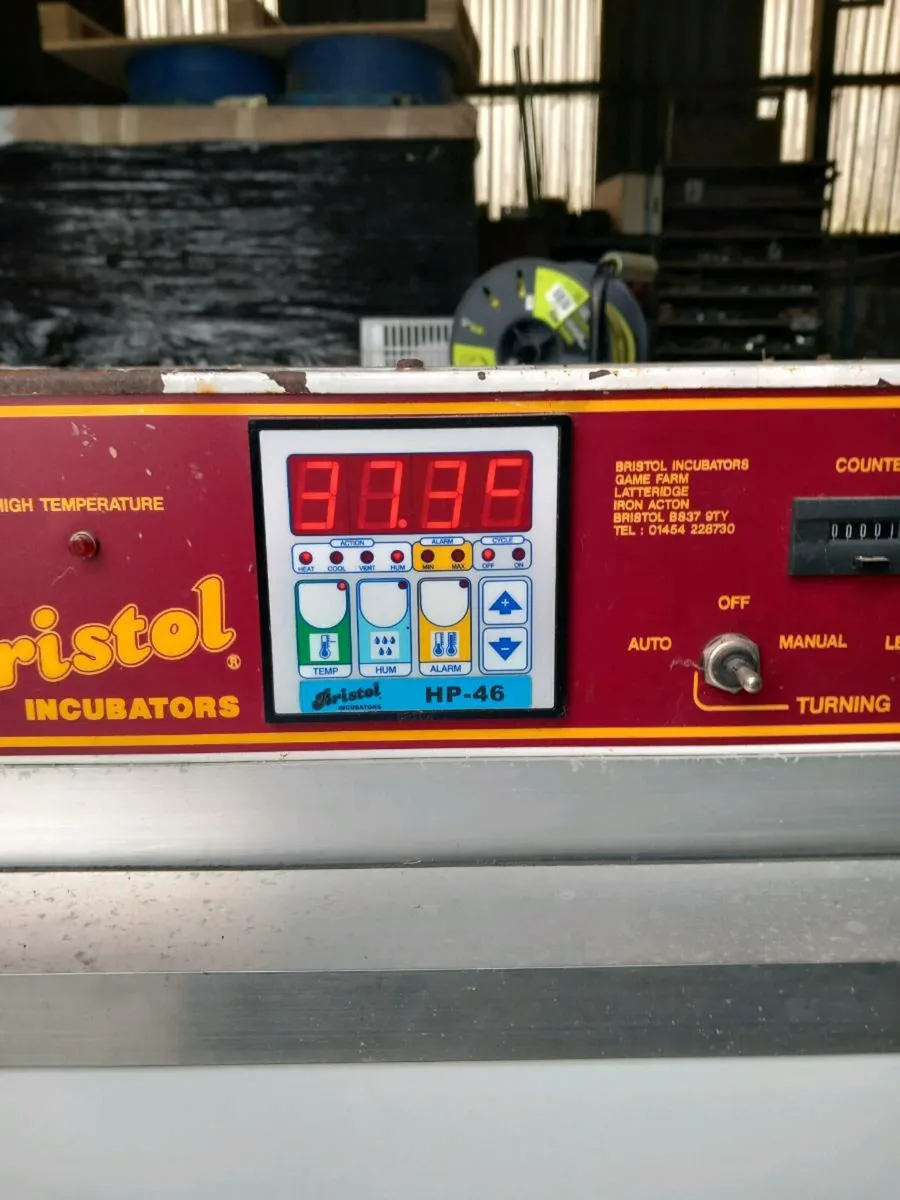 HIGH TEMPERATURE
ristol®
INCUBATORS
37.35
ACTION ALARM CYCLE
HEAT COOL VENT HUM MIN MAX OFF ON
TEMP HUM ALARM
+
−
Bristol
INCUBATORS
HP-46
BRISTOL INCUBATORS
GAME FARM
LATTERIDGE
IRON ACTON
BRISTOL BS37 9TY
TEL : 01454 228730
COUNTE
00001
OFF
AUTO MANUAL LE
TURNING